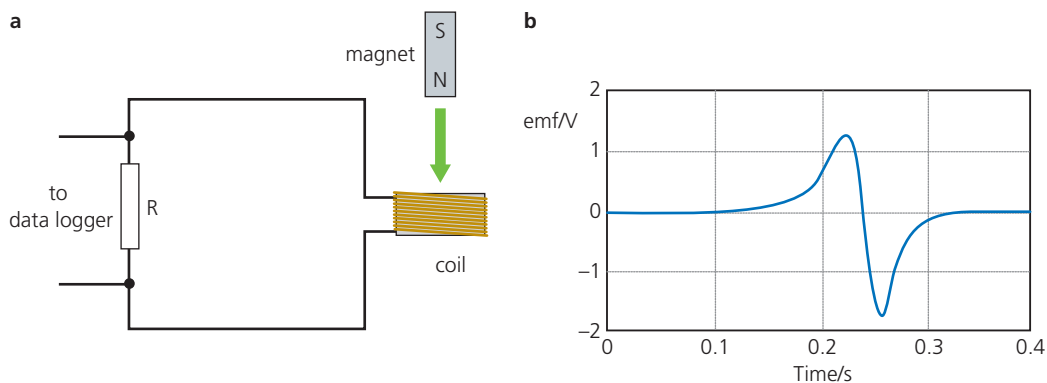 a
S
magnet
N
to
data logger
R
coil
b
emf/V
2
1
0
–1
–2
0
0.1
0.2
0.3
0.4
Time/s